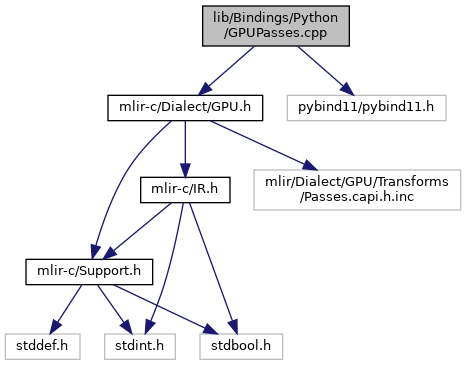 lib/Bindings/Python
/GPUPasses.cpp
mlir-c/Dialect/GPU.h
pybind11/pybind11.h
mlir-c/IR.h
mlir/Dialect/GPU/Transforms
/Passes.capi.h.inc
mlir-c/Support.h
stddef.h
stdint.h
stdbool.h